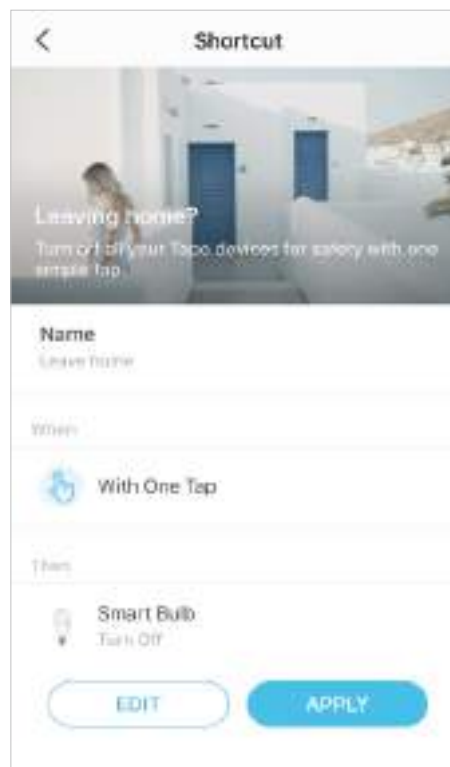 Shortcut
Leaving home?
Turn off all your Tapo devices for safety with one
simple tap
Name
Leave home
When
With One Tap
Then
Smart Bulb
Turn Off
EDIT
APPLY